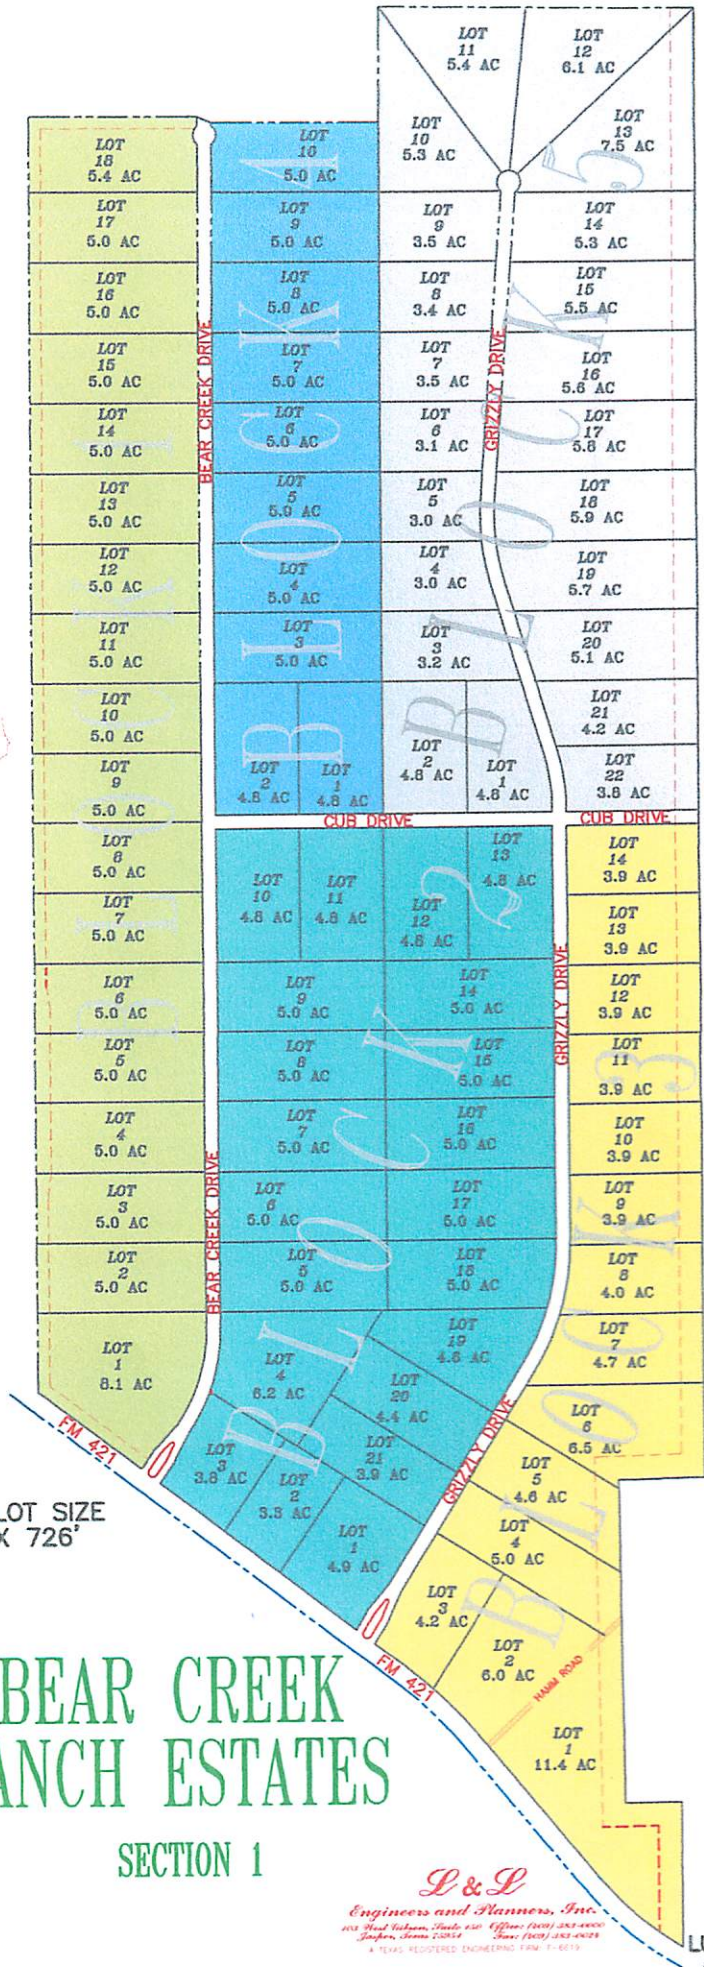 LOT
11
5.4 AC
LOT
12
6.1 AC
LOT
10
5.3 AC
LOT
13
7.5 AC
LOT
9
3.5 AC
LOT
14
5.3 AC
LOT
8
3.4 AC
LOT
15
5.5 AC
LOT
7
3.5 AC
LOT
16
5.6 AC
LOT
6
3.1 AC
LOT
17
5.8 AC
LOT
5
3.0 AC
LOT
18
5.9 AC
LOT
4
3.0 AC
LOT
19
5.7 AC
LOT
3
3.2 AC
LOT
20
5.1 AC
LOT
21
4.2 AC
LOT
2
4.8 AC
LOT
1
4.8 AC
LOT
22
3.8 AC
BLOCK 5
GRIZZLY DRIVE
LOT
18
5.4 AC
LOT
17
5.0 AC
LOT
16
5.0 AC
LOT
15
5.0 AC
LOT
14
5.0 AC
LOT
13
5.0 AC
LOT
12
5.0 AC
LOT
11
5.0 AC
LOT
10
5.0 AC
LOT
9
5.0 AC
LOT
8
5.0 AC
LOT
7
5.0 AC
LOT
6
5.0 AC
LOT
5
5.0 AC
LOT
4
5.0 AC
LOT
3
5.0 AC
LOT
2
5.0 AC
LOT
1
8.1 AC
BLOCK 1
BEAR CREEK DRIVE
BEAR CREEK DRIVE
LOT
10
5.0 AC
LOT
9
5.0 AC
LOT
8
5.0 AC
LOT
7
5.0 AC
LOT
6
5.0 AC
LOT
5
5.0 AC
LOT
4
5.0 AC
LOT
3
5.0 AC
LOT
2
4.8 AC
LOT
1
4.8 AC
BLOCK 4
CUB DRIVE
CUB DRIVE
LOT
10
4.8 AC
LOT
11
4.8 AC
LOT
12
4.8 AC
LOT
13
4.8 AC
LOT
9
5.0 AC
LOT
14
5.0 AC
LOT
8
5.0 AC
LOT
15
5.0 AC
LOT
7
5.0 AC
LOT
16
5.0 AC
LOT
6
5.0 AC
LOT
17
5.0 AC
LOT
5
5.0 AC
LOT
18
5.0 AC
LOT
19
4.6 AC
LOT
4
6.2 AC
LOT
20
4.4 AC
LOT
3
3.8 AC
LOT
21
3.9 AC
LOT
2
3.3 AC
LOT
1
4.9 AC
BLOCK 2
GRIZZLY DRIVE
GRIZZLY DRIVE
LOT
14
3.9 AC
LOT
13
3.9 AC
LOT
12
3.9 AC
LOT
11
3.9 AC
LOT
10
3.9 AC
LOT
9
3.9 AC
LOT
8
4.0 AC
LOT
7
4.7 AC
LOT
6
6.5 AC
LOT
5
4.6 AC
LOT
4
5.0 AC
LOT
3
4.2 AC
LOT
2
6.0 AC
HAMM ROAD
LOT
1
11.4 AC
BLOCK 3
FM 421
FM 421
LOT SIZE
X 726'
BEAR CREEK
ANCH ESTATES
SECTION 1
L & L
Engineers and Planners, Inc.
A TEXAS REGISTERED ENGINEERING FIRM